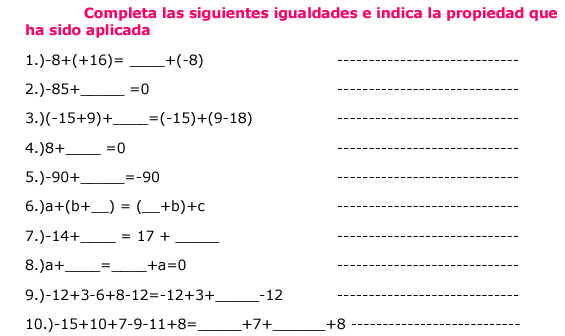 Completa las siguientes igualdades e indica la propiedad que
ha sido aplicada
1.)-8+(+16)= ____+(-8) -----------------------------
2.)-85+_____ =0 -----------------------------
3.)(-15+9)+____=(-15)+(9-18) -----------------------------
4.)8+____ =0 -----------------------------
5.)-90+_____=-90 -----------------------------
6.)a+(b+__) = (__+b)+c -----------------------------
7.)-14+____ = 17 + _____ -----------------------------
8.)a+____=____+a=0 -----------------------------
9.)-12+3-6+8-12=-12+3+_____-12 -----------------------------
10.)-15+10+7-9-11+8=_____+7+______+8 ---------------------------